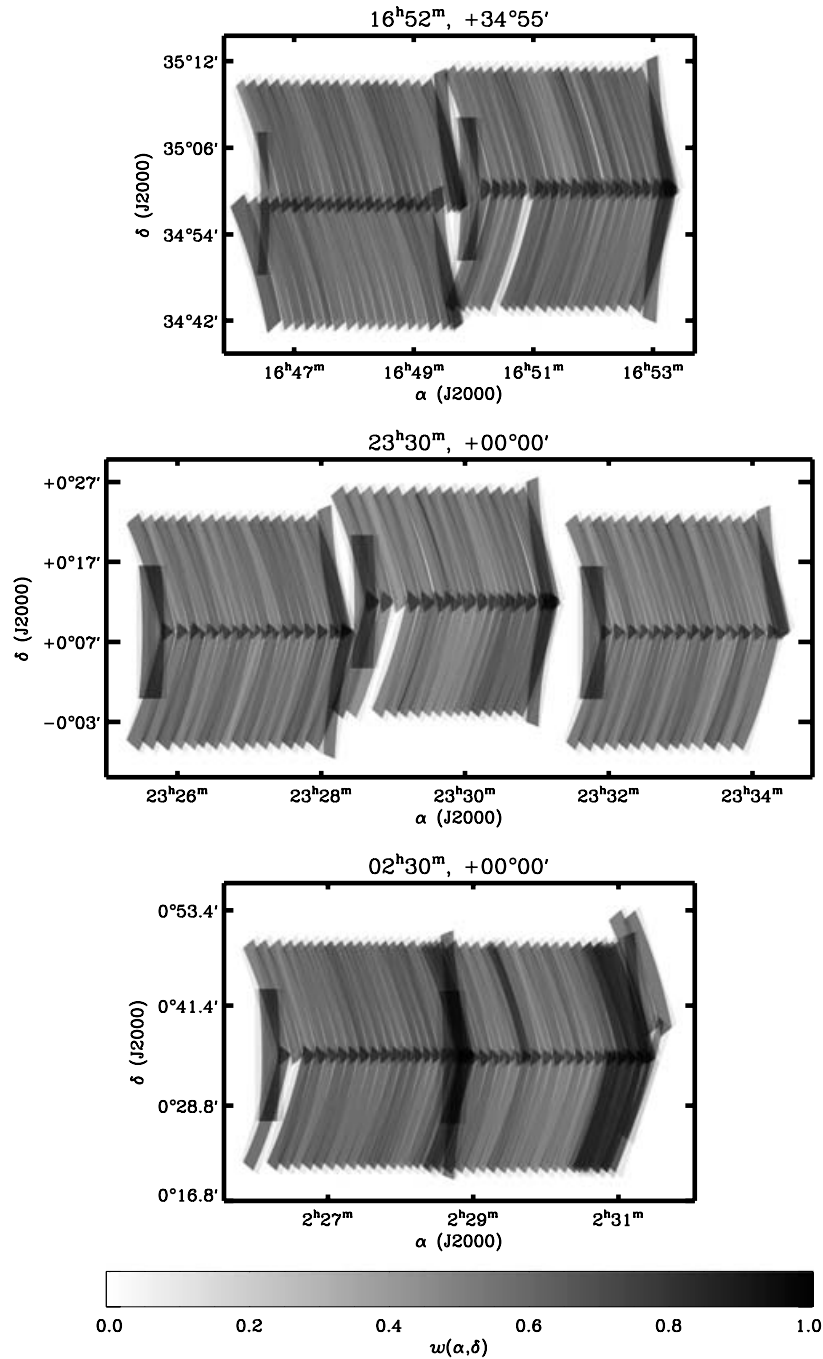 16ʰ52ᵐ, +34°55′
35°12′
35°06′
34°54′
34°42′
δ (J2000)
16ʰ47ᵐ 16ʰ49ᵐ 16ʰ51ᵐ 16ʰ53ᵐ
α (J2000)
23ʰ30ᵐ, +00°00′
+0°27′
+0°17′
+0°07′
−0°03′
δ (J2000)
23ʰ26ᵐ 23ʰ28ᵐ 23ʰ30ᵐ 23ʰ32ᵐ 23ʰ34ᵐ
α (J2000)
02ʰ30ᵐ, +00°00′
0°53.4′
0°41.4′
0°28.8′
0°16.8′
δ (J2000)
2ʰ27ᵐ 2ʰ29ᵐ 2ʰ31ᵐ
α (J2000)
0.0 0.2 0.4 0.6 0.8 1.0
w(α,δ)